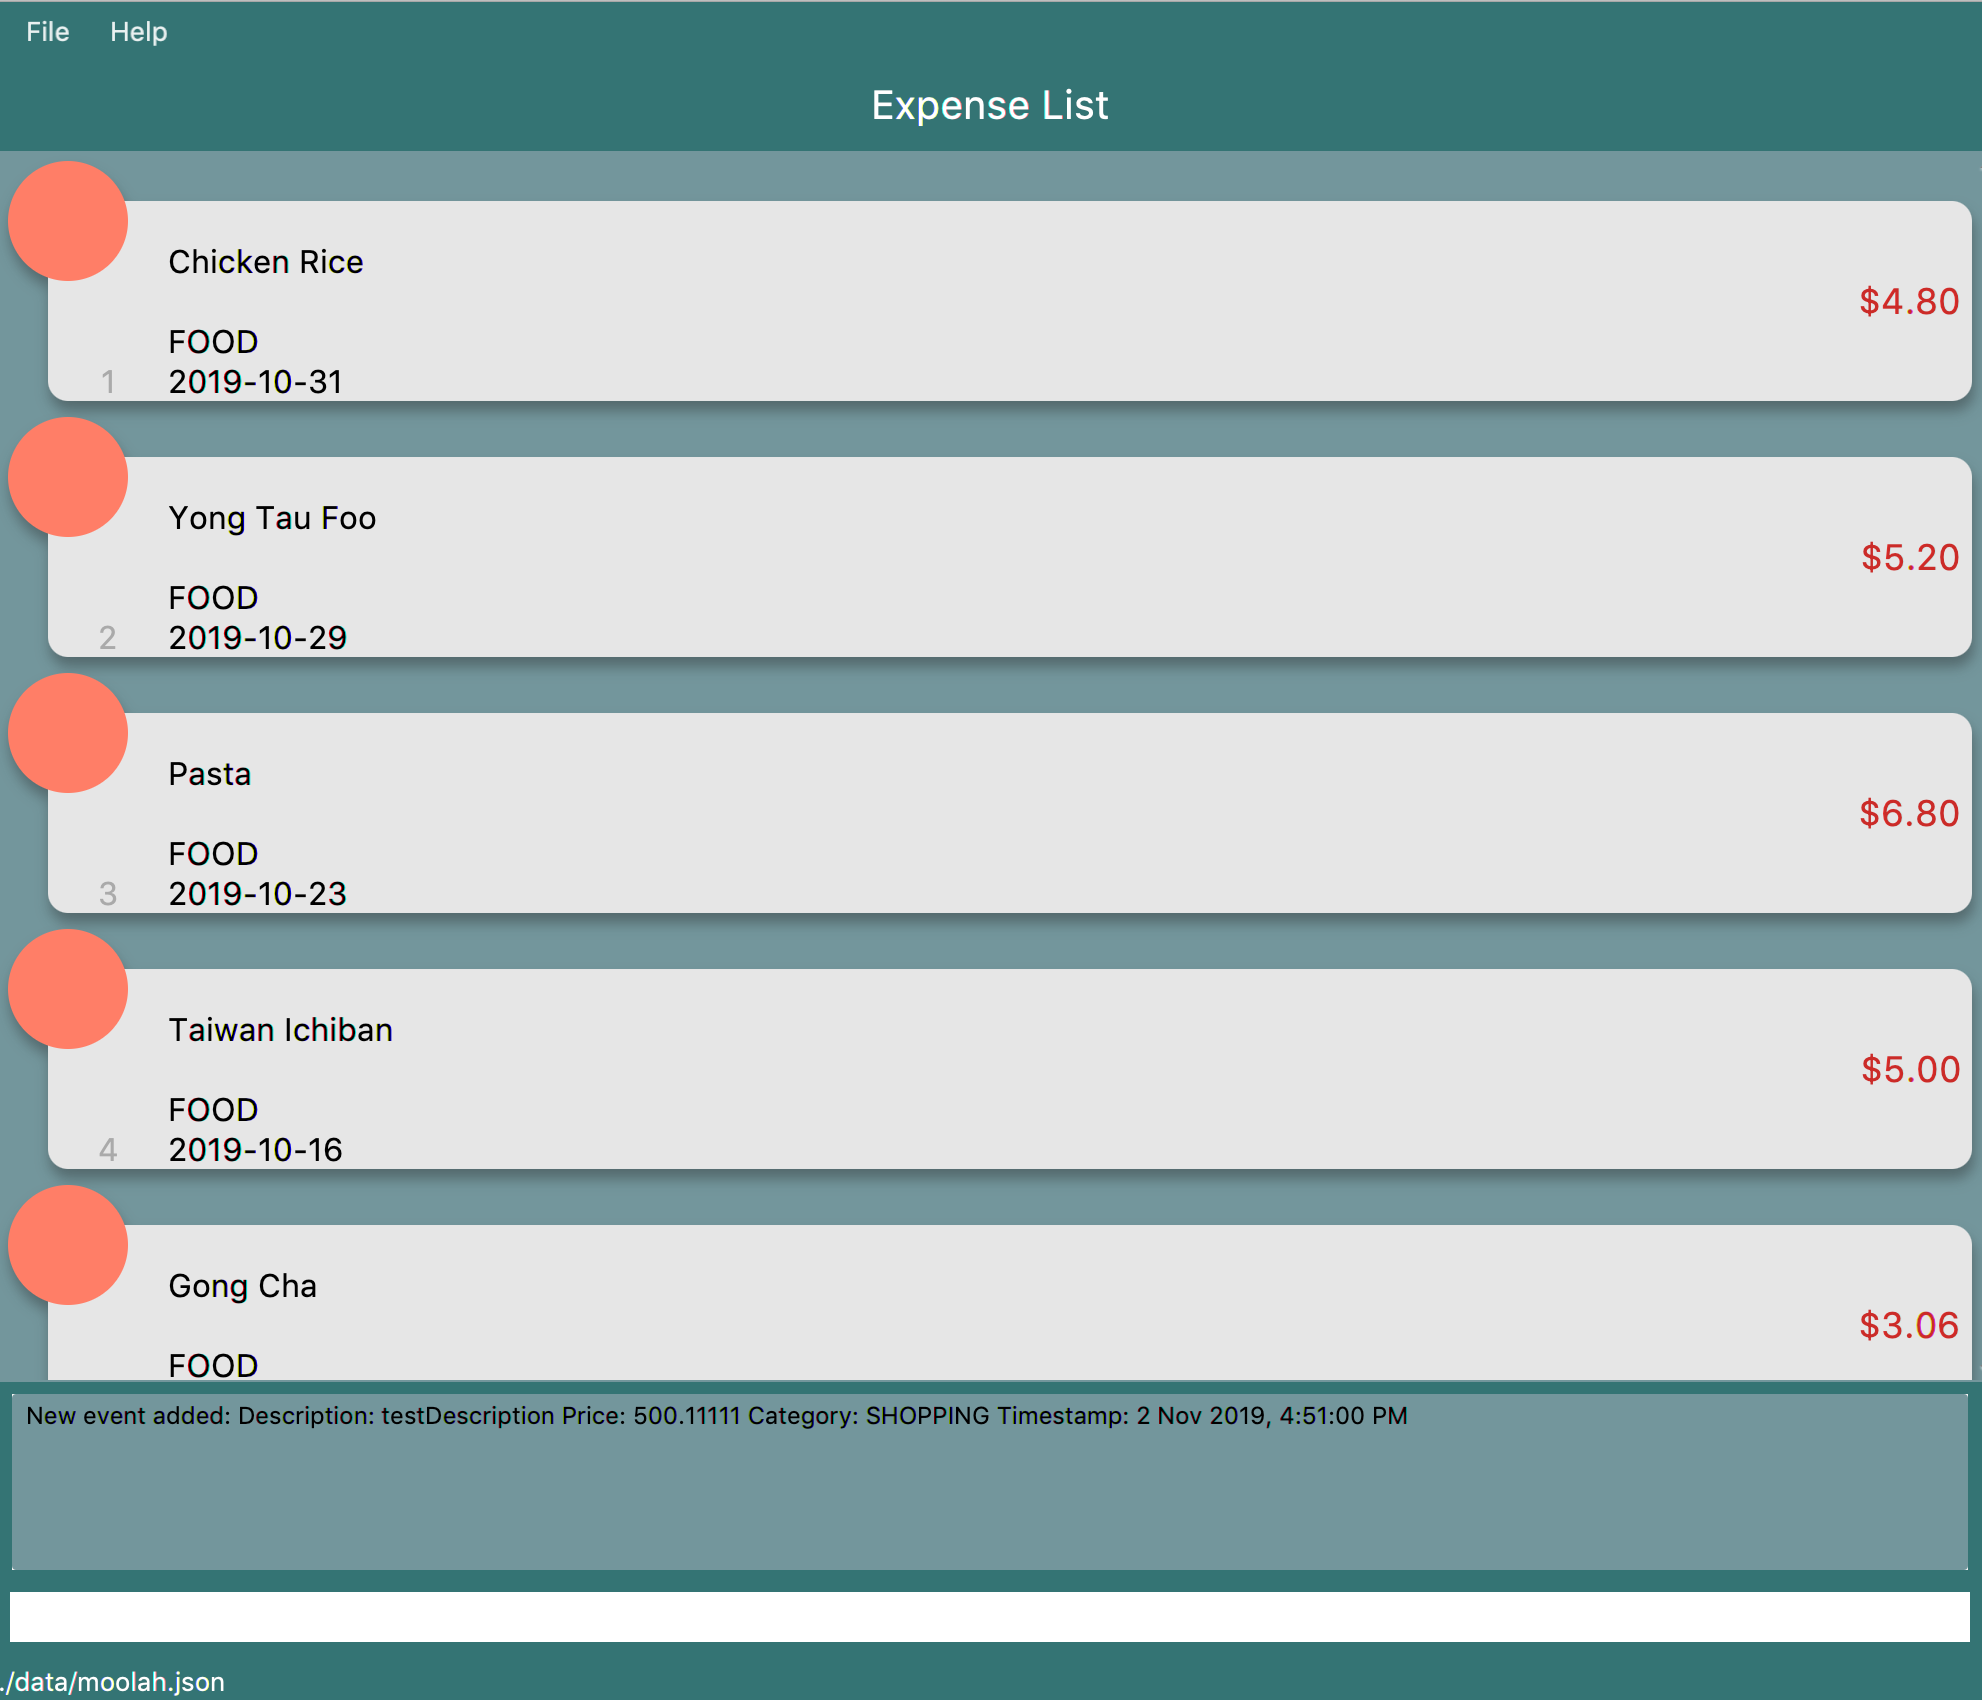 File Help
Expense List
Chicken Rice
$4.80
FOOD
1 2019-10-31
Yong Tau Foo
$5.20
FOOD
2 2019-10-29
Pasta
$6.80
FOOD
3 2019-10-23
Taiwan Ichiban
$5.00
FOOD
4 2019-10-16
Gong Cha
$3.06
FOOD
New event added: Description: testDescription Price: 500.11111 Category: SHOPPING Timestamp: 2 Nov 2019, 4:51:00 PM
./data/moolah.json